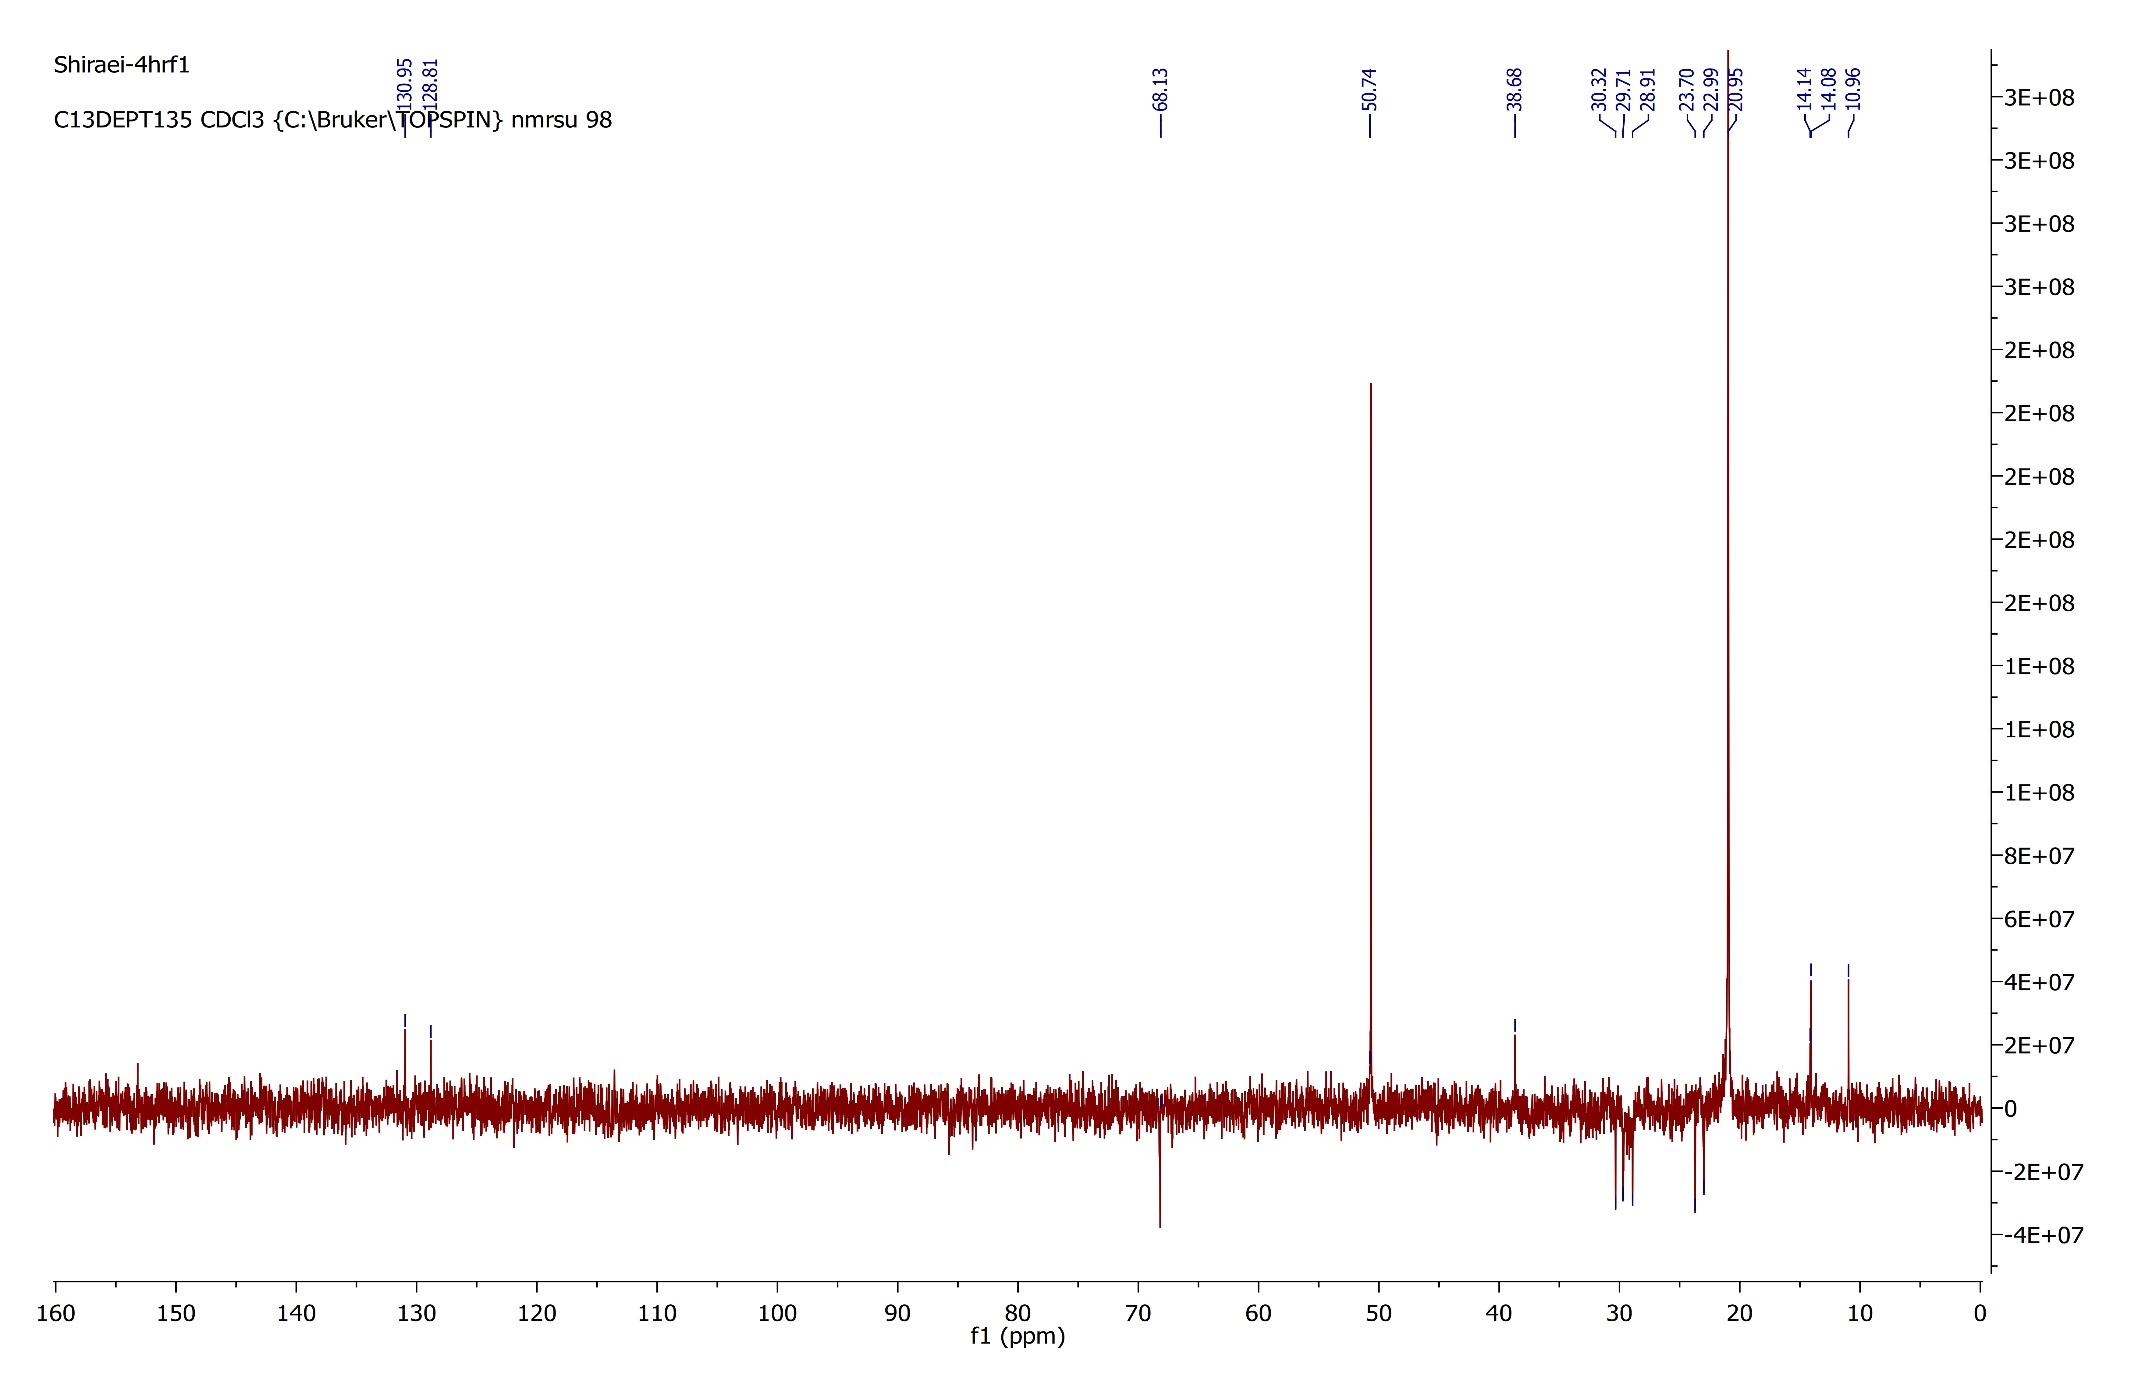 Shiraei-4hrf1
C13DEPT135 CDCl3 {C:\Bruker\TOPSPIN} nmrsu 98
130.95
128.81
68.13
50.74
38.68
30.32
29.71
28.91
23.70
22.99
20.95
14.14
14.08
10.96
3E+08
3E+08
3E+08
3E+08
2E+08
2E+08
2E+08
2E+08
2E+08
1E+08
1E+08
1E+08
8E+07
6E+07
4E+07
2E+07
0
-2E+07
-4E+07
160 150 140 130 120 110 100 90 80 70 60 50 40 30 20 10 0
f1 (ppm)